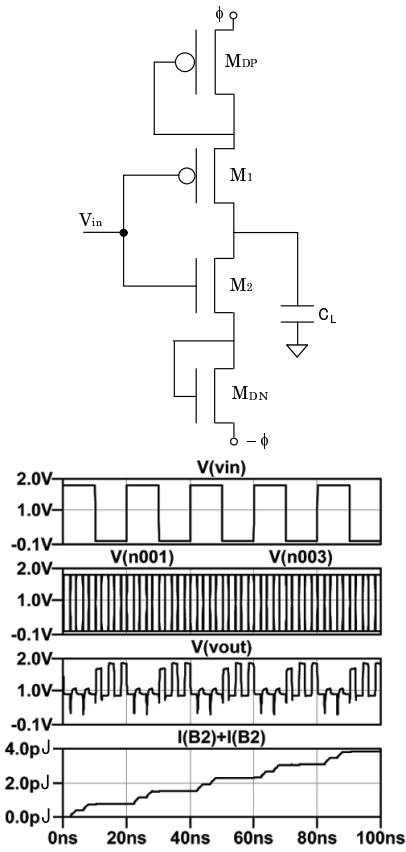 ϕ
MDP
M1
Vin
M2
CL
MDN
−ϕ
V(vin)
2.0V
1.0V
-0.1V
V(n001) V(n003)
2.0V
1.0V
-0.1V
V(vout)
2.0V
1.0V
-0.1V
I(B2)+I(B2)
4.0pJ
2.0pJ
0.0pJ
0ns 20ns 40ns 60ns 80ns 100ns